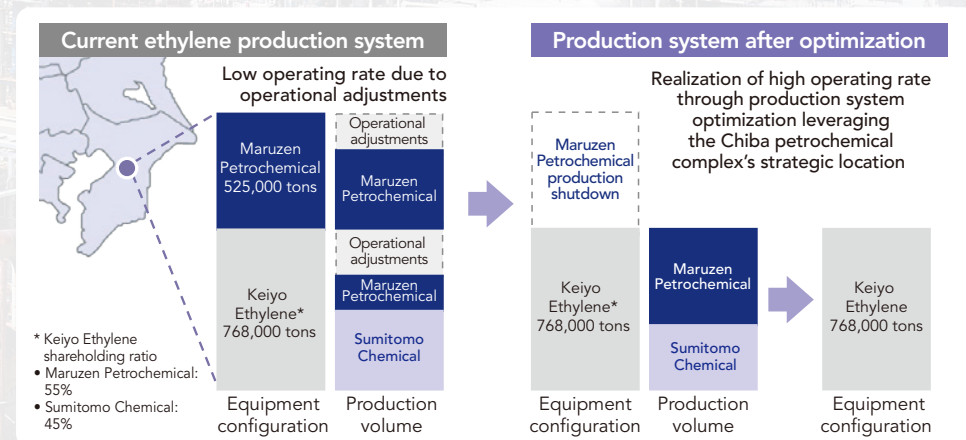 Current ethylene production system
Low operating rate due to
operational adjustments
Maruzen
Petrochemical
525,000 tons
Keiyo
Ethylene*
768,000 tons
Equipment
configuration
Operational
adjustments
Maruzen
Petrochemical
Operational
adjustments
Maruzen
Petrochemical
Sumitomo
Chemical
Production
volume
* Keiyo Ethylene
shareholding ratio
• Maruzen Petrochemical:
55%
• Sumitomo Chemical:
45%
Production system after optimization
Realization of high operating rate
through production system
optimization leveraging
the Chiba petrochemical
complex's strategic location
Maruzen
Petrochemical
production
shutdown
Keiyo
Ethylene*
768,000 tons
Equipment
configuration
Maruzen
Petrochemical
Sumitomo
Chemical
Production
volume
Keiyo
Ethylene
768,000 tons
Equipment
configuration